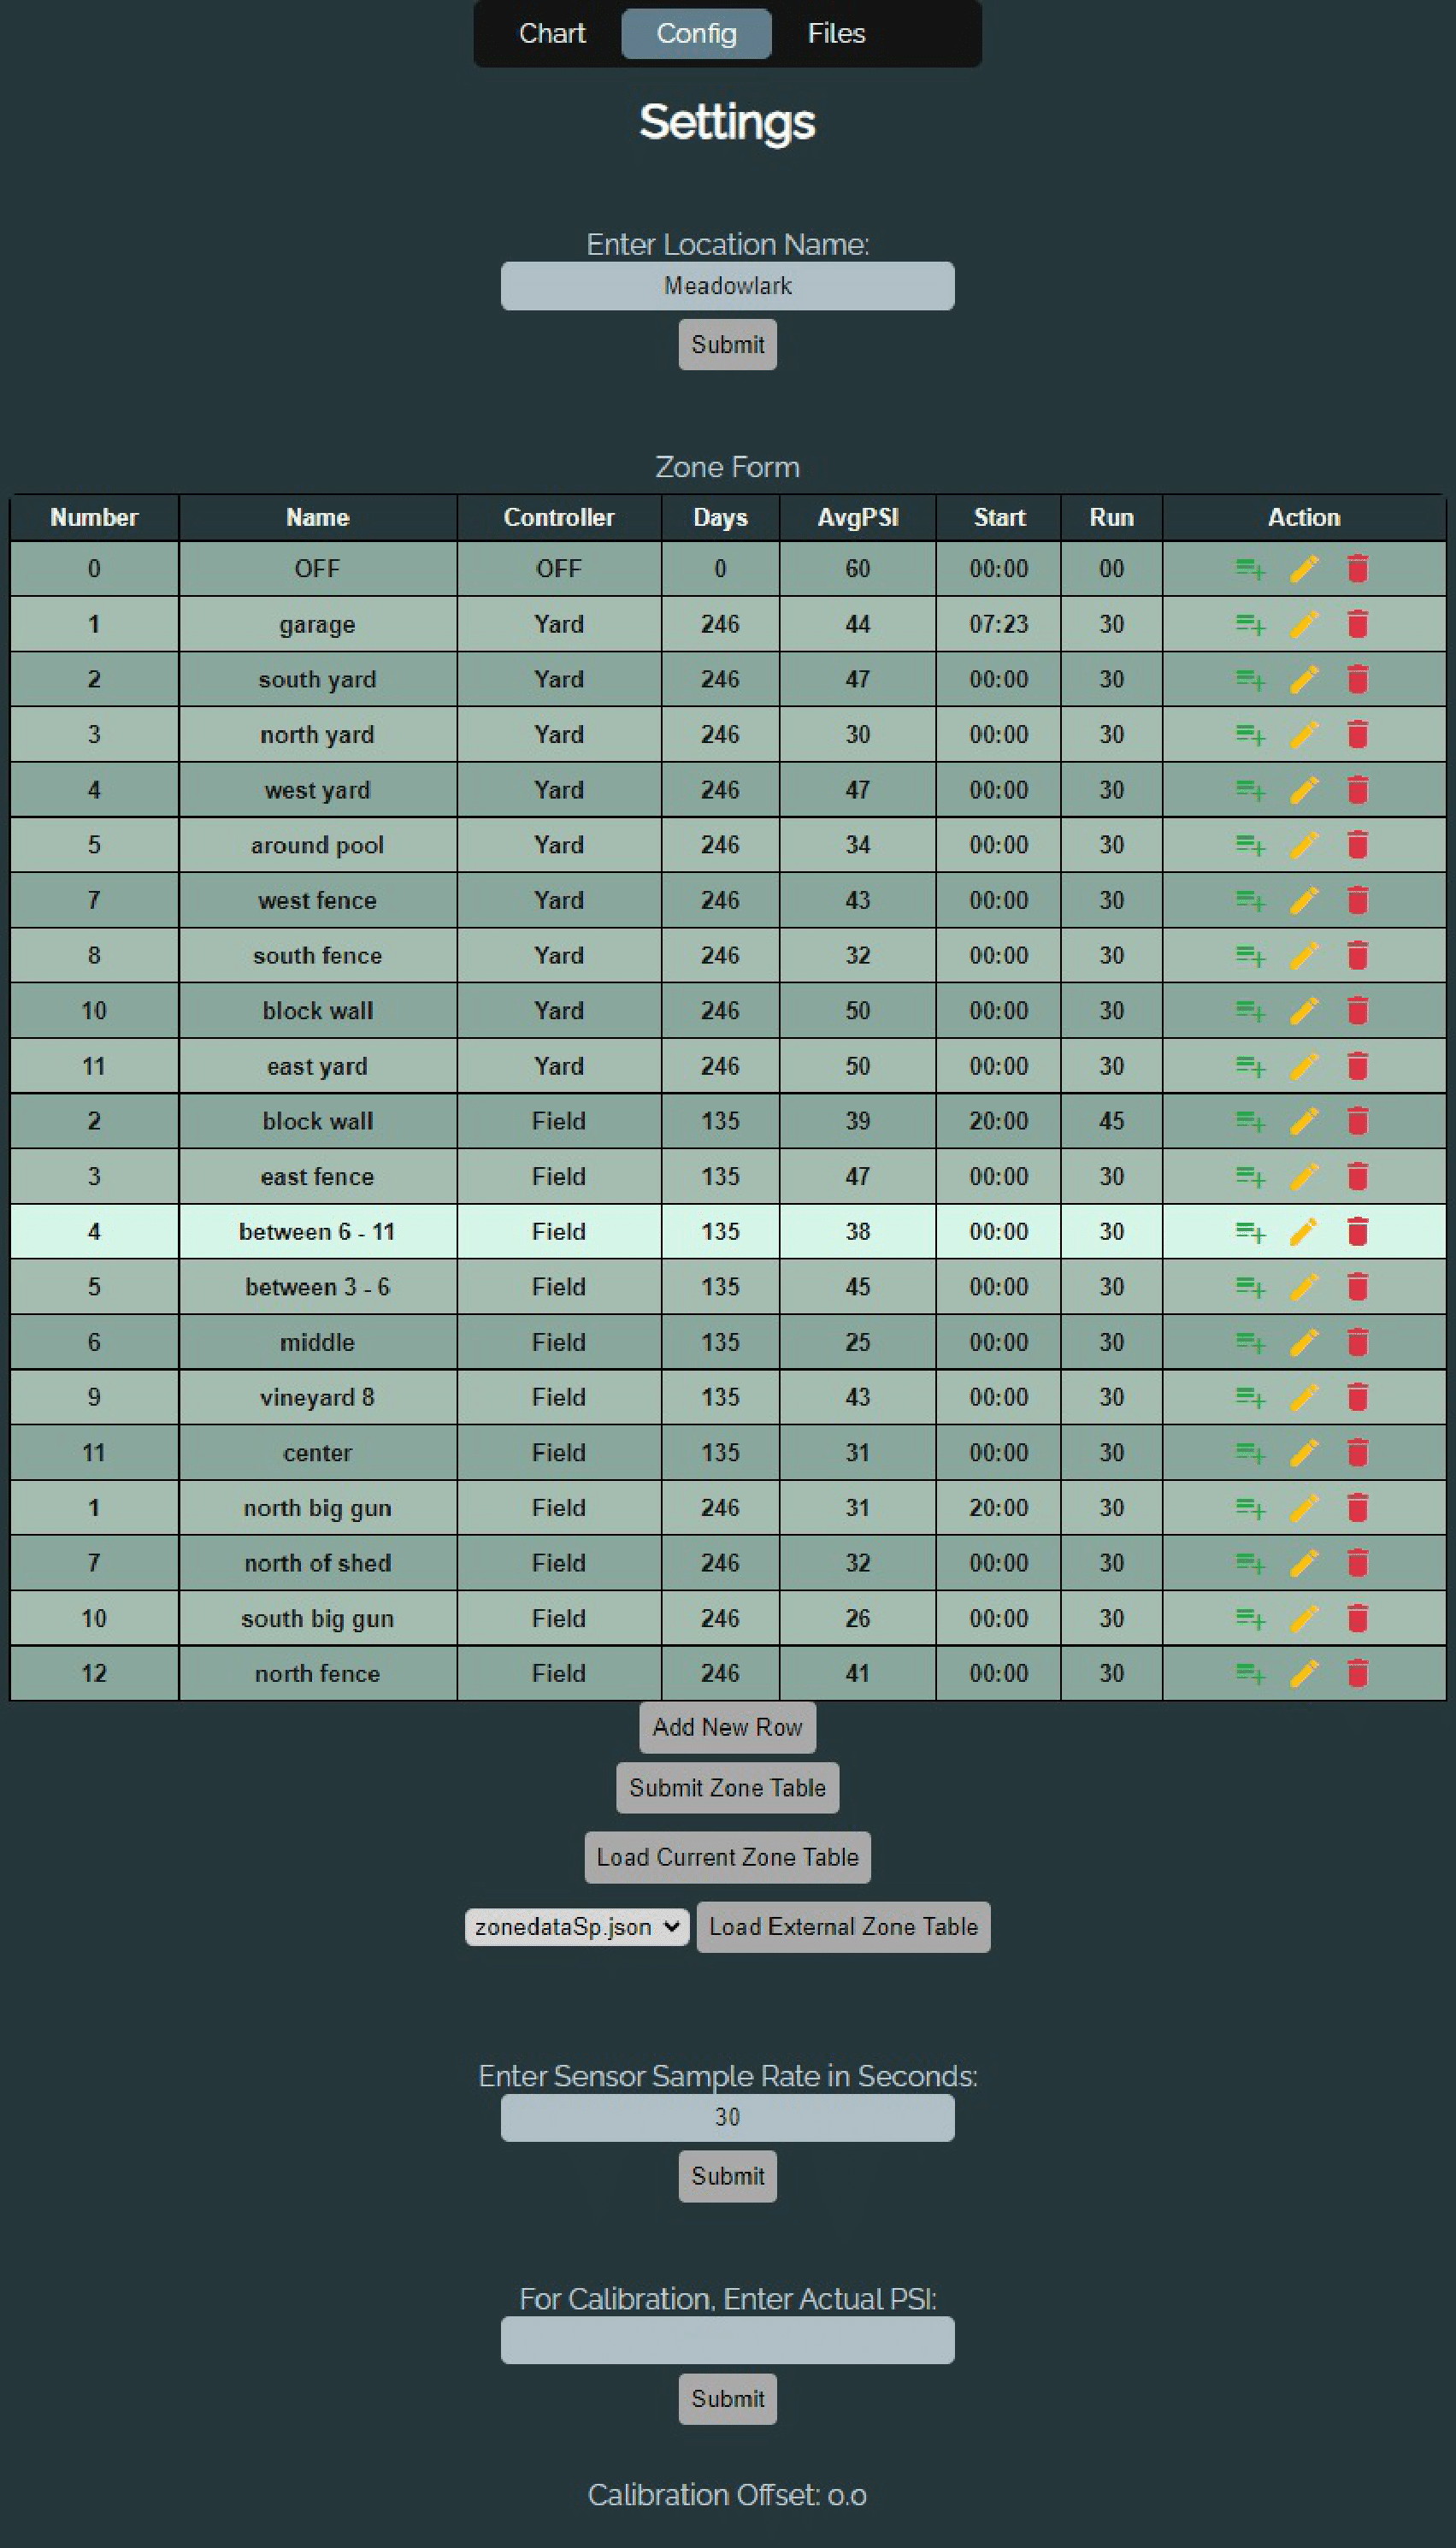 Chart Config Files
Settings
Enter Location Name:
Meadowlark
Submit
Zone Form
Number Name Controller Days AvgPSI Start Run Action
0 OFF OFF 0 60 00:00 00
1 garage Yard 246 44 07:23 30
2 south yard Yard 246 47 00:00 30
3 north yard Yard 246 30 00:00 30
4 west yard Yard 246 47 00:00 30
5 around pool Yard 246 34 00:00 30
7 west fence Yard 246 43 00:00 30
8 south fence Yard 246 32 00:00 30
10 block wall Yard 246 50 00:00 30
11 east yard Yard 246 50 00:00 30
2 block wall Field 135 39 20:00 45
3 east fence Field 135 47 00:00 30
4 between 6 - 11 Field 135 38 00:00 30
5 between 3 - 6 Field 135 45 00:00 30
6 middle Field 135 25 00:00 30
9 vineyard 8 Field 135 43 00:00 30
11 center Field 135 31 00:00 30
1 north big gun Field 246 31 20:00 30
7 north of shed Field 246 32 00:00 30
10 south big gun Field 246 26 00:00 30
12 north fence Field 246 41 00:00 30
Add New Row
Submit Zone Table
Load Current Zone Table
zonedataSp.json Load External Zone Table
Enter Sensor Sample Rate in Seconds:
30
Submit
For Calibration, Enter Actual PSI:
Submit
Calibration Offset: 0.0